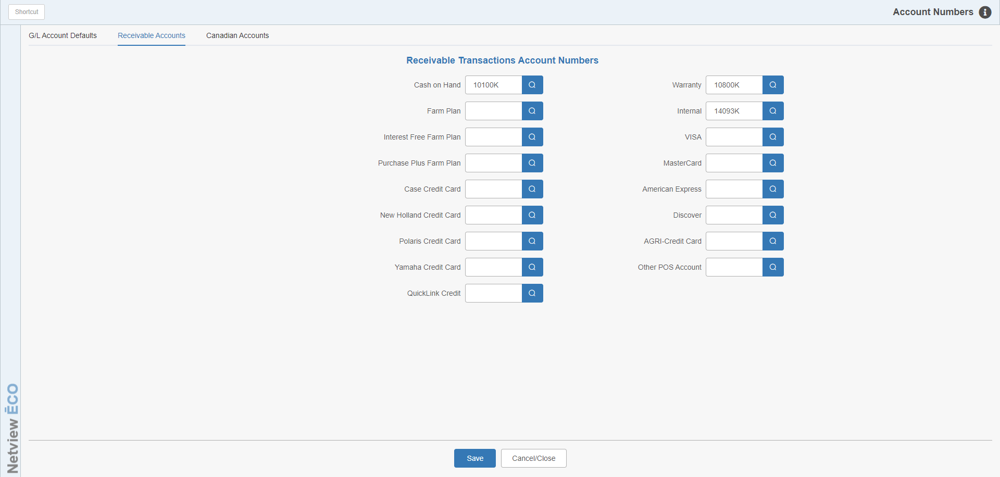 Shortcut
Account Numbers
G/L Account Defaults
Receivable Accounts
Canadian Accounts
Receivable Transactions Account Numbers
Cash on Hand 10100K
Warranty 10800K
Farm Plan
Internal 14093K
Interest Free Farm Plan
VISA
Purchase Plus Farm Plan
MasterCard
Case Credit Card
American Express
New Holland Credit Card
Discover
Polaris Credit Card
AGRI-Credit Card
Yamaha Credit Card
Other POS Account
QuickLink Credit
Netview ĒCO
Save
Cancel/Close